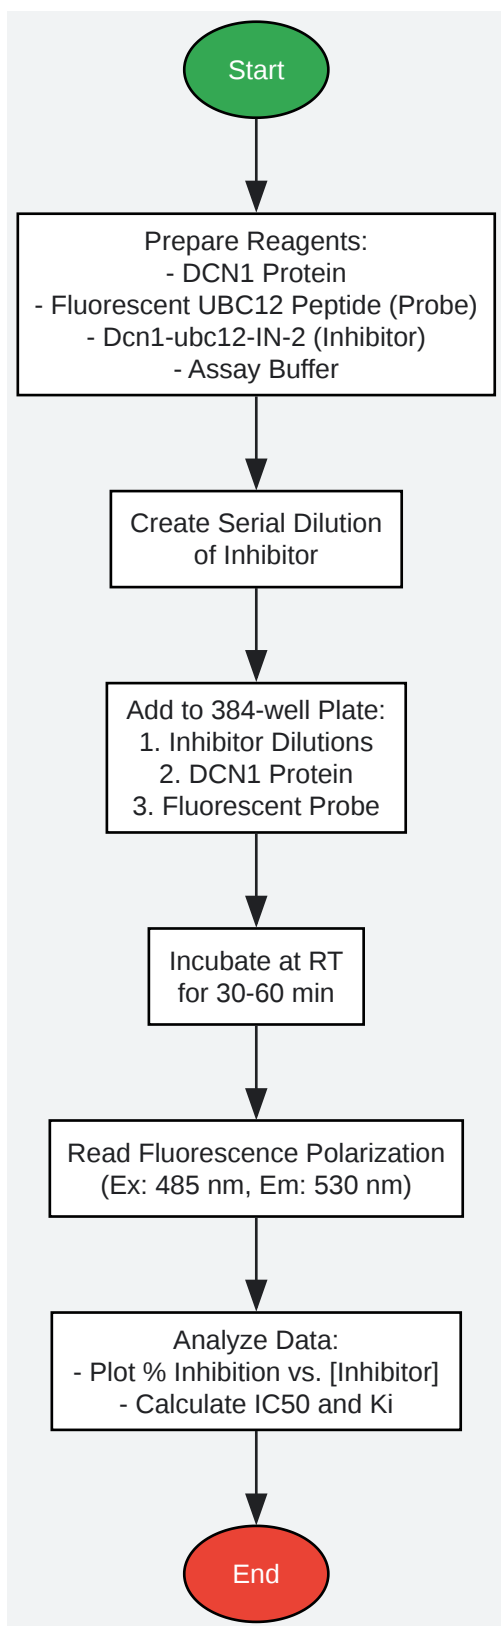 Start
Prepare Reagents:
- DCN1 Protein
- Fluorescent UBC12 Peptide (Probe)
- Dcn1-ubc12-IN-2 (Inhibitor)
- Assay Buffer
Create Serial Dilution
of Inhibitor
Add to 384-well Plate:
1. Inhibitor Dilutions
2. DCN1 Protein
3. Fluorescent Probe
Incubate at RT
for 30-60 min
Read Fluorescence Polarization
(Ex: 485 nm, Em: 530 nm)
Analyze Data:
- Plot % Inhibition vs. [Inhibitor]
- Calculate IC50 and Ki
End